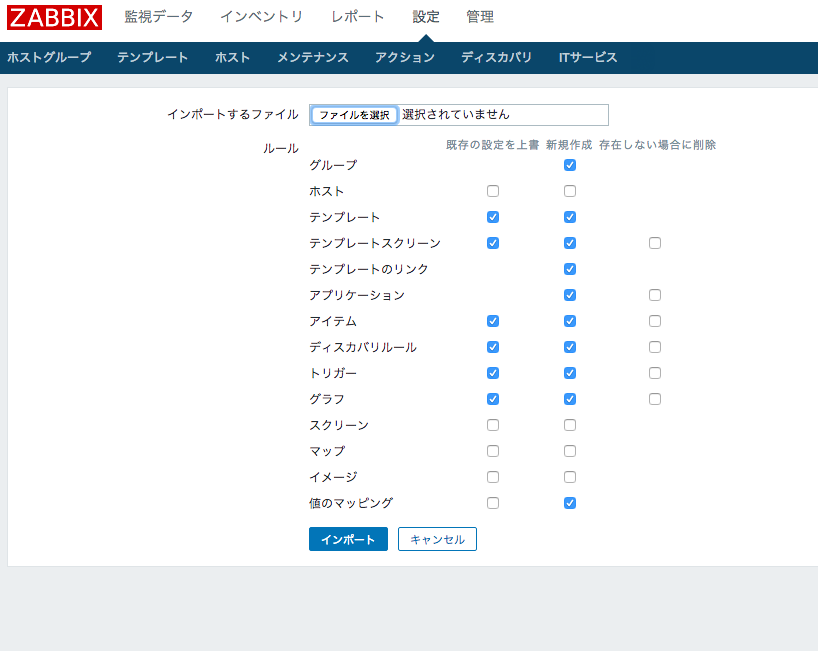 ZABBIX 監視データ インベントリ レポート 設定 管理
ホストグループ テンプレート ホスト メンテナンス アクション ディスカバリ ITサービス
インポートするファイル ファイルを選択 選択されていません
ルール 既存の設定を上書 新規作成 存在しない場合に削除
グループ
ホスト
テンプレート
テンプレートスクリーン
テンプレートのリンク
アプリケーション
アイテム
ディスカバリルール
トリガー
グラフ
スクリーン
マップ
イメージ
値のマッピング
インポート キャンセル